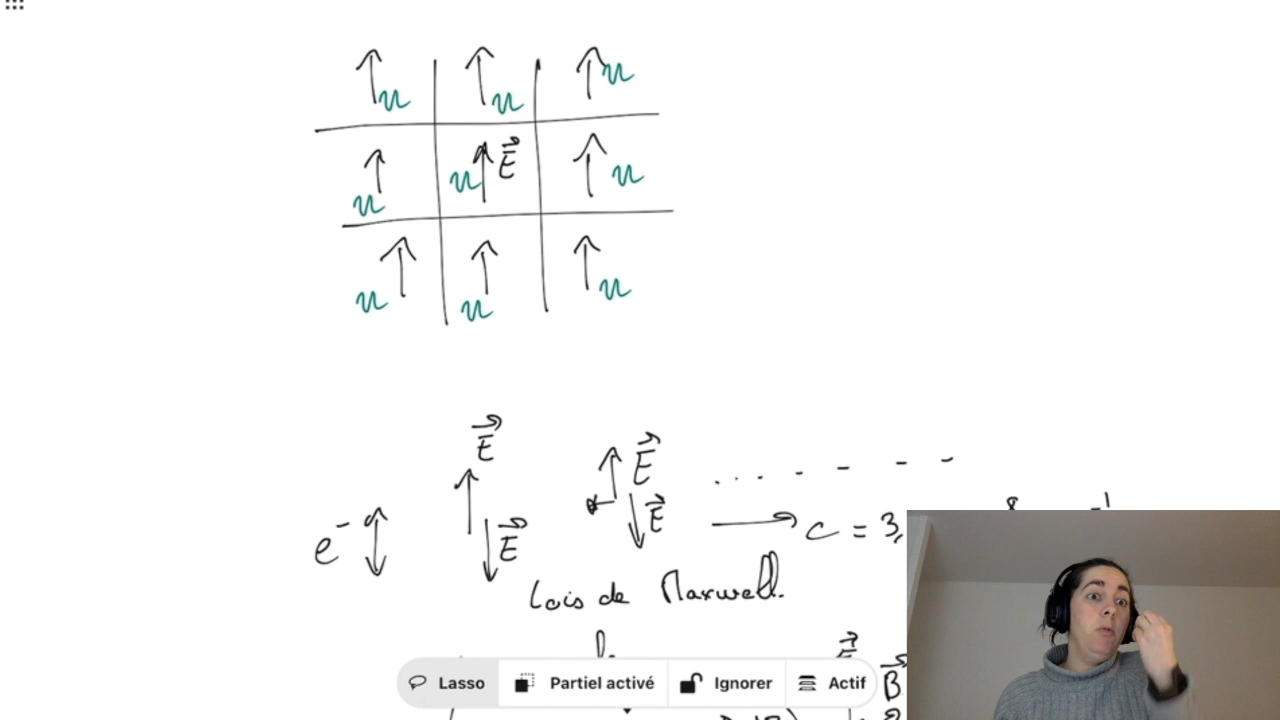 u u u
u E u
u u u
E E
e⁻ E E c = 3,
Lois de Maxwell.
E
B
Lasso Partiel activé Ignorer Actif